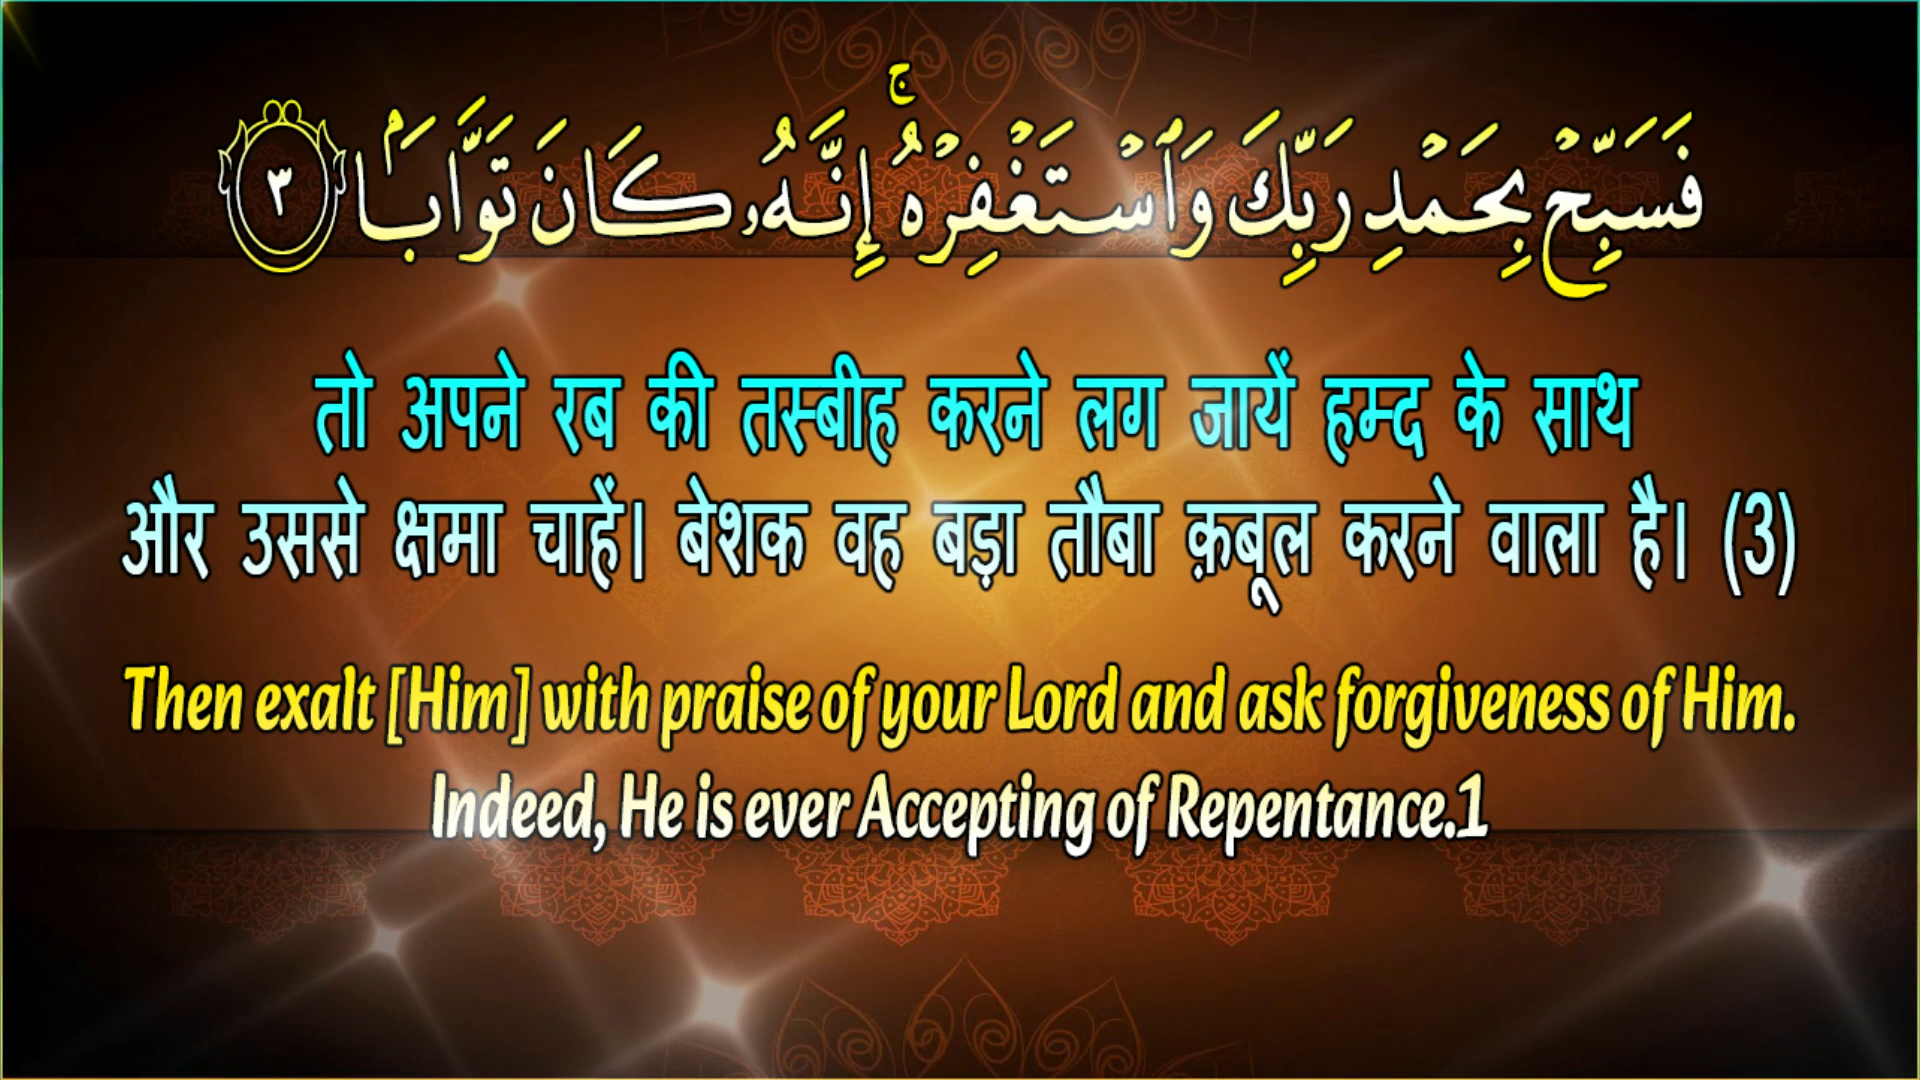 فَسَبِّحۡ بِحَمۡدِ رَبِّكَ وَٱسۡتَغۡفِرۡهُۚ إِنَّهُۥ كَانَ تَوَّابَۢا ٣
तो अपने रब की तस्बीह करने लग जायें हम्द के साथ
और उससे क्षमा चाहें। बेशक वह बड़ा तौबा क़बूल करने वाला है। (3)
Then exalt [Him] with praise of your Lord and ask forgiveness of Him.
Indeed, He is ever Accepting of Repentance.1